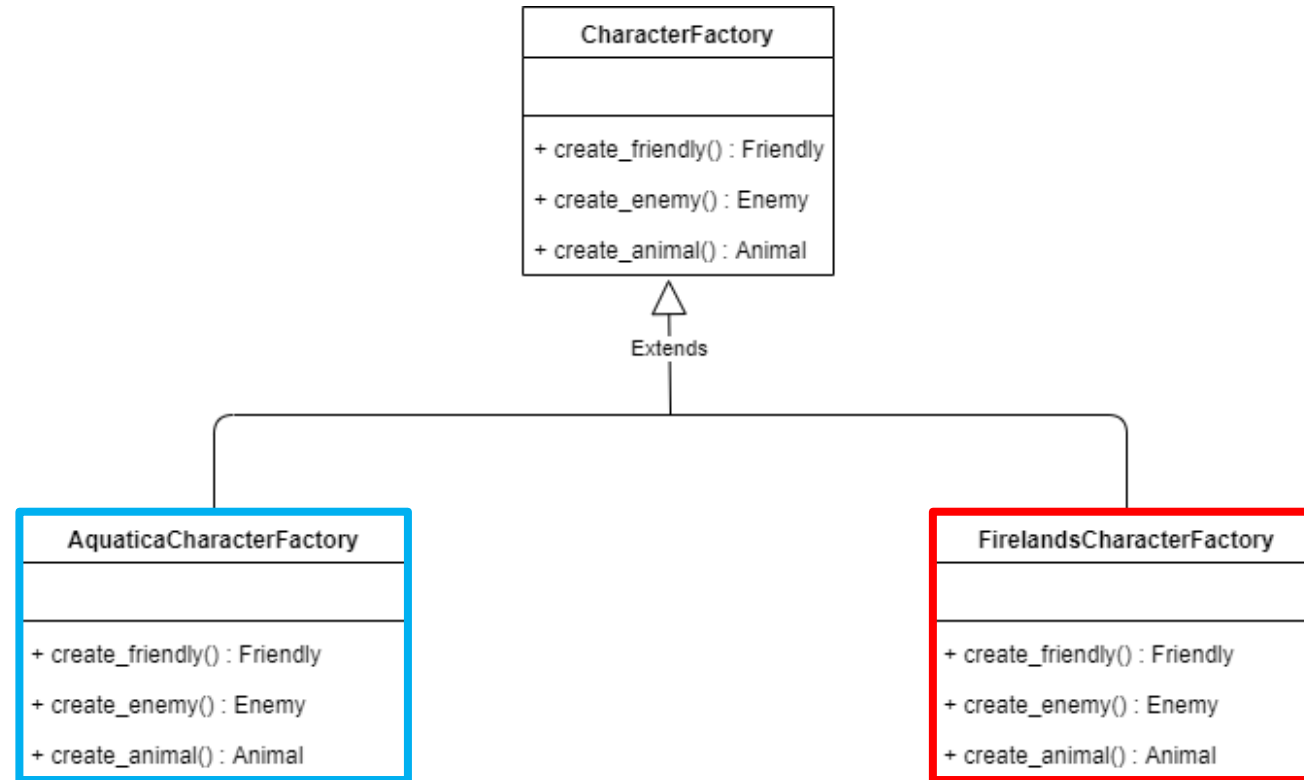 CharacterFactory
+ create_friendly() : Friendly
+ create_enemy() : Enemy
+ create_animal() : Animal
Extends
AquaticaCharacterFactory
+ create_friendly() : Friendly
+ create_enemy() : Enemy
+ create_animal() : Animal
FirelandsCharacterFactory
+ create_friendly() : Friendly
+ create_enemy() : Enemy
+ create_animal() : Animal